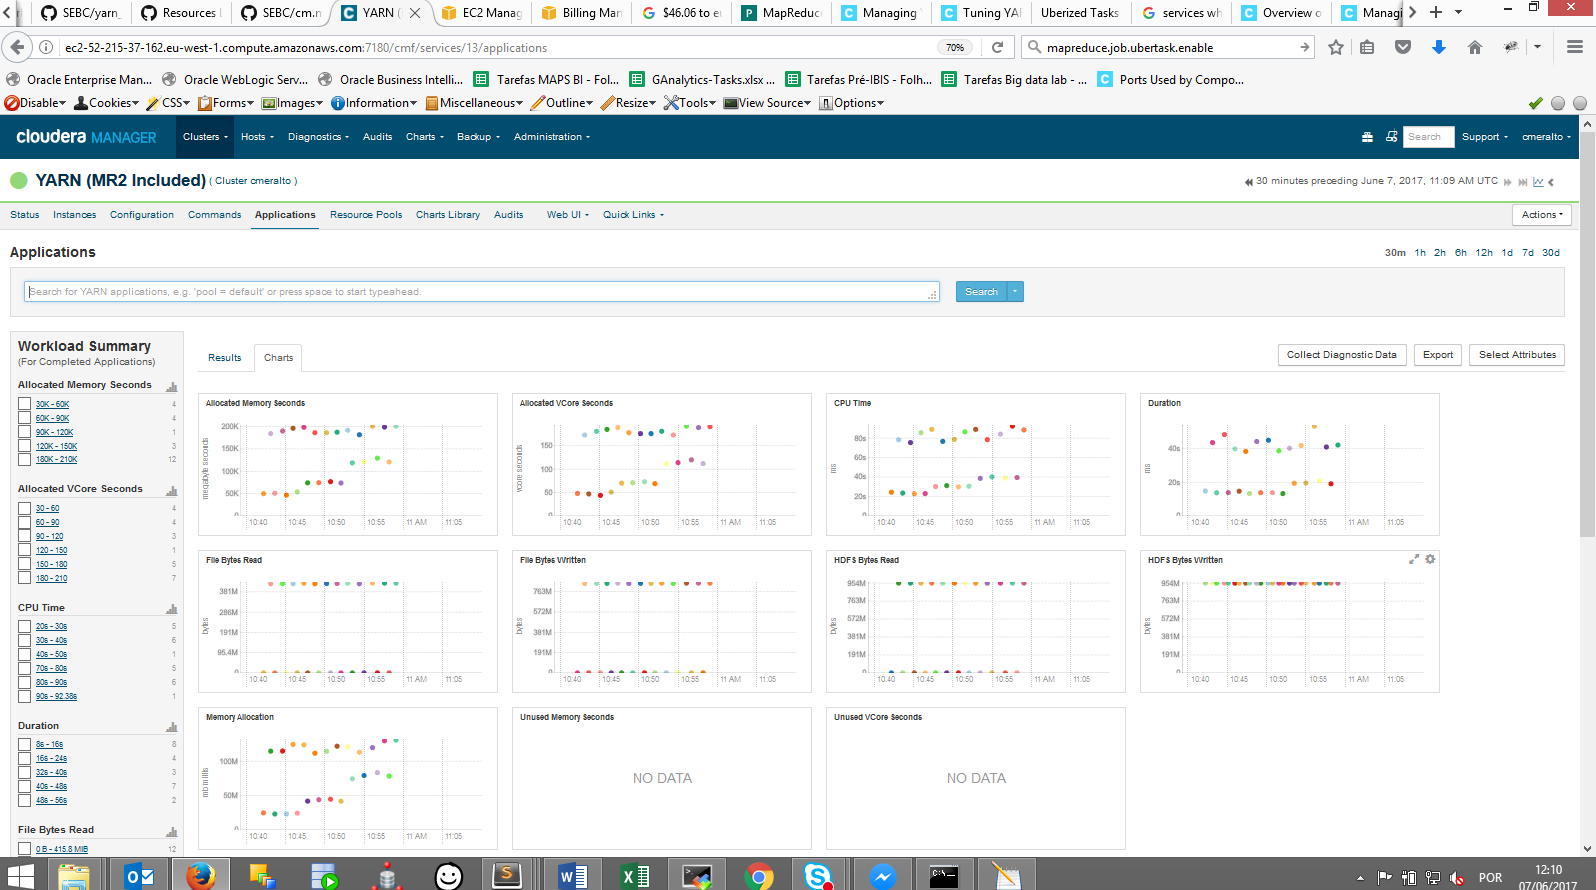 SEBC/yarn_
Resources
SEBC/cm.n
YARN (
EC2 Manag
Billing Man
$46.06 to eu
MapReduc
Managing
Tuning YAR
Uberized Tasks
services wh
Overview o
Managi
ec2-52-215-37-162.eu-west-1.compute.amazonaws.com:7180/cmf/services/13/applications
70%
mapreduce.job.ubertask.enable
Oracle Enterprise Man...
Oracle WebLogic Serv...
Oracle Business Intelli...
Tarefas MAPS BI - Fol...
GAnalytics-Tasks.xlsx ...
Tarefas Pré-IBIS - Folh...
Tarefas Big data lab - ...
Ports Used by Compo...
Disable
Cookies
CSS
Forms
Images
Information
Miscellaneous
Outline
Resize
Tools
View Source
Options
cloudera MANAGER
Clusters
Hosts
Diagnostics
Audits
Charts
Backup
Administration
Search
Support
cmeralto
YARN (MR2 Included) ( Cluster cmeralto )
30 minutes preceding June 7, 2017, 11:09 AM UTC
Status
Instances
Configuration
Commands
Applications
Resource Pools
Charts Library
Audits
Web UI
Quick Links
Actions
Applications
30m 1h 2h 6h 12h 1d 7d 30d
Search for YARN applications, e.g. 'pool = default' or press space to start typeahead.
Search
Workload Summary
(For Completed Applications)
Allocated Memory Seconds
30K - 60K 4
60K - 90K 4
90K - 120K 1
120K - 150K 3
180K - 210K 12
Allocated VCore Seconds
30 - 60 4
60 - 90 4
90 - 120 3
120 - 150 1
150 - 180 5
180 - 210 7
CPU Time
20s - 30s 5
30s - 40s 6
40s - 50s 1
70s - 80s 5
80s - 90s 6
90s - 92.38s 1
Duration
8s - 16s 8
16s - 24s 4
32s - 40s 3
40s - 48s 7
48s - 56s 2
File Bytes Read
0 B - 415.8 MiB 12
Results
Charts
Collect Diagnostic Data
Export
Select Attributes
Allocated Memory Seconds
megabyte seconds
200K
150K
100K
50K
0
10:40 10:45 10:50 10:55 11 AM 11:05
Allocated VCore Seconds
vcore seconds
150
100
50
0
10:40 10:45 10:50 10:55 11 AM 11:05
CPU Time
ms
80s
60s
40s
20s
0
10:40 10:45 10:50 10:55 11 AM 11:05
Duration
ms
40s
20s
0
10:40 10:45 10:50 10:55 11 AM 11:05
File Bytes Read
bytes
381M
286M
191M
95.4M
0
10:40 10:45 10:50 10:55 11 AM 11:05
File Bytes Written
bytes
763M
572M
381M
191M
0
10:40 10:45 10:50 10:55 11 AM 11:05
HDFS Bytes Read
bytes
954M
763M
572M
381M
191M
0
10:40 10:45 10:50 10:55 11 AM 11:05
HDFS Bytes Written
bytes
954M
763M
572M
381M
191M
0
10:40 10:45 10:50 10:55 11 AM 11:05
Memory Allocation
mb millis
100M
50M
0
10:40 10:45 10:50 10:55 11 AM 11:05
Unused Memory Seconds
NO DATA
Unused VCore Seconds
NO DATA
POR
12:10
07/06/2017